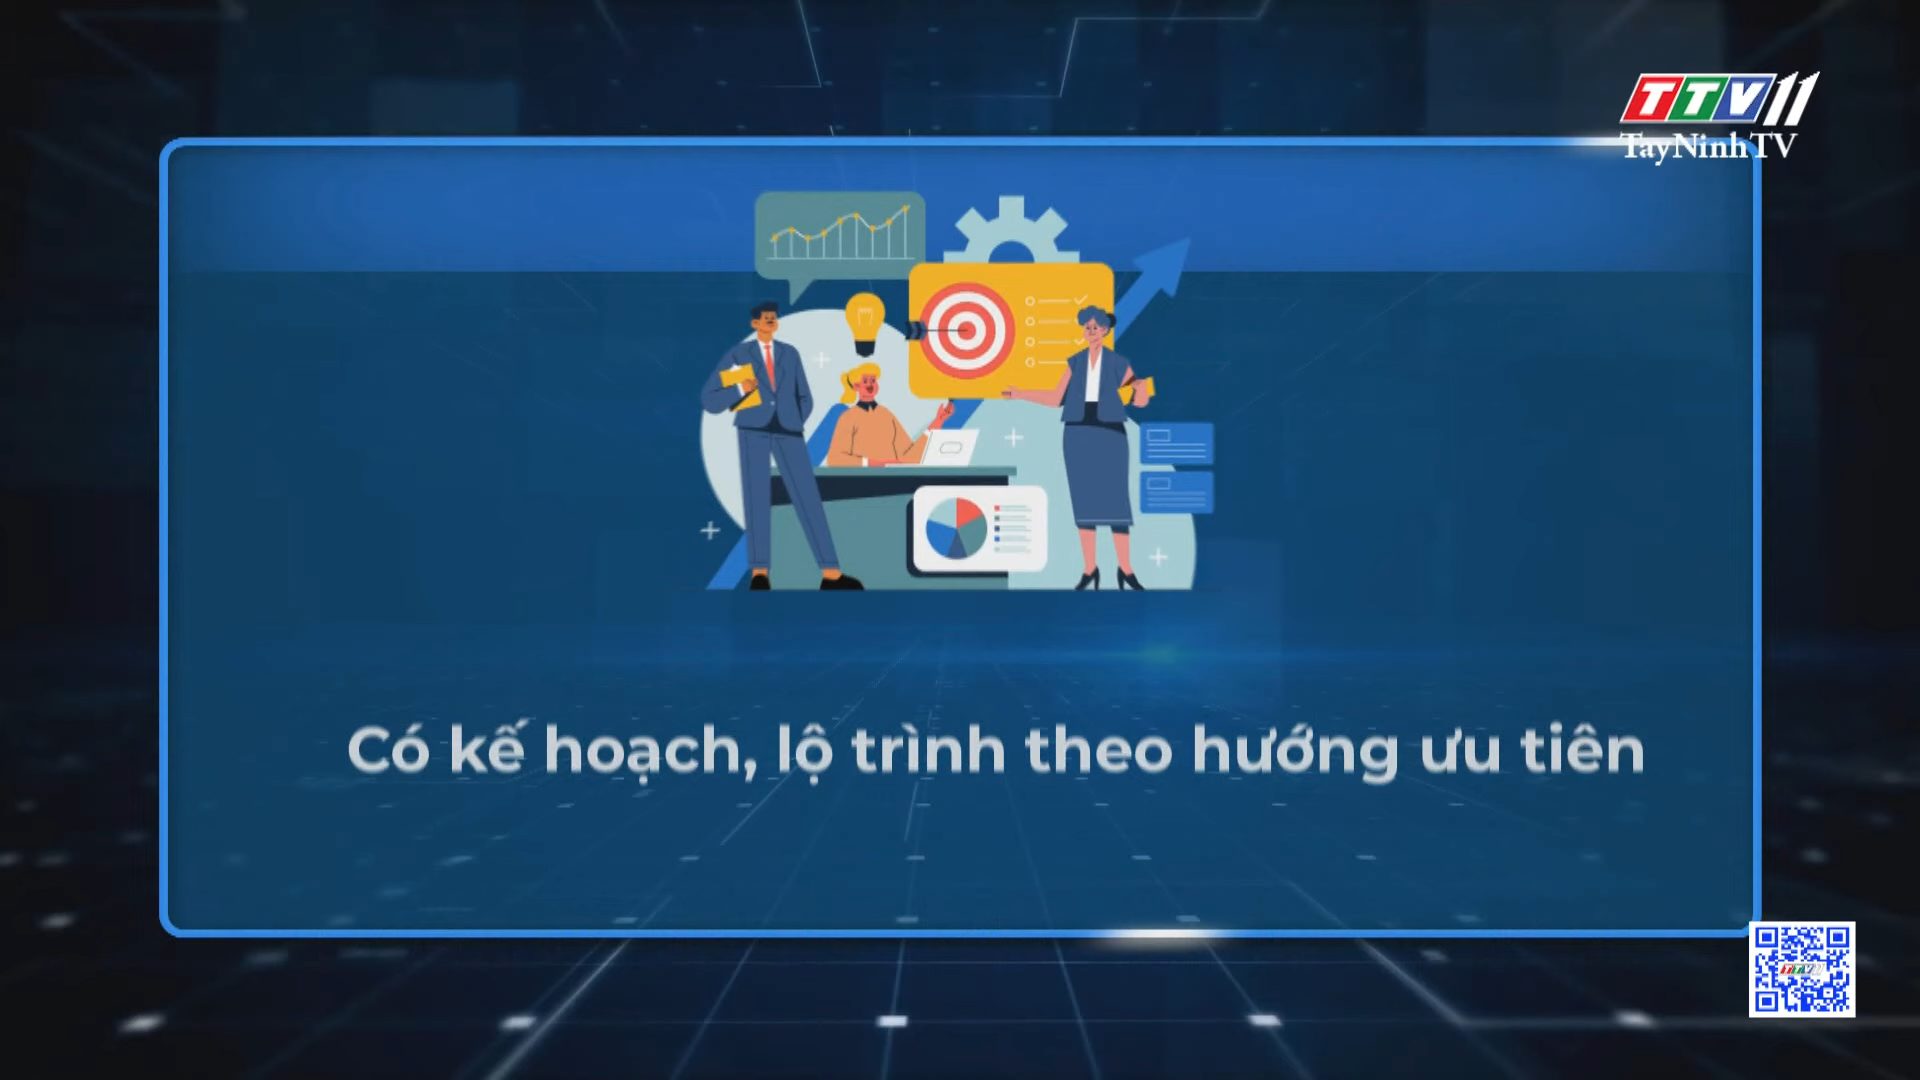 TTV11
TayNinhTV
Có kế hoạch, lộ trình theo hướng ưu tiên